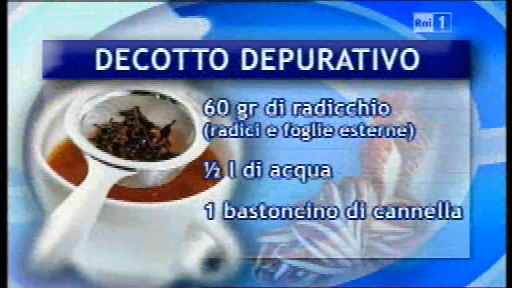 Rai 1
DECOTTO DEPURATIVO
60 gr di radicchio
(radici e foglie esterne)
½ l di acqua
1 bastoncino di cannella